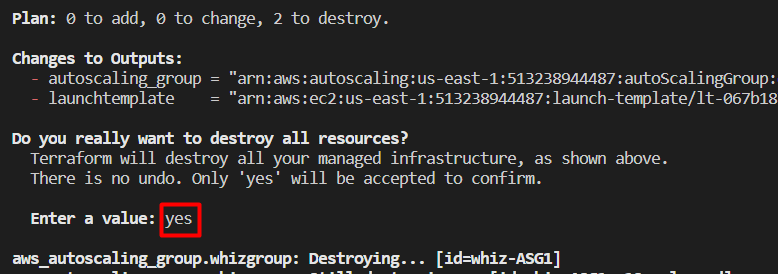 Plan: 0 to add, 0 to change, 2 to destroy.
Changes to Outputs:
- autoscaling_group = "arn:aws:autoscaling:us-east-1:513238944487:autoScalingGroup:
- launchtemplate = "arn:aws:ec2:us-east-1:513238944487:launch-template/lt-067b18
Do you really want to destroy all resources?
Terraform will destroy all your managed infrastructure, as shown above.
There is no undo. Only 'yes' will be accepted to confirm.
Enter a value: yes
aws_autoscaling_group.whizgroup: Destroying... [id=whiz-ASG1]